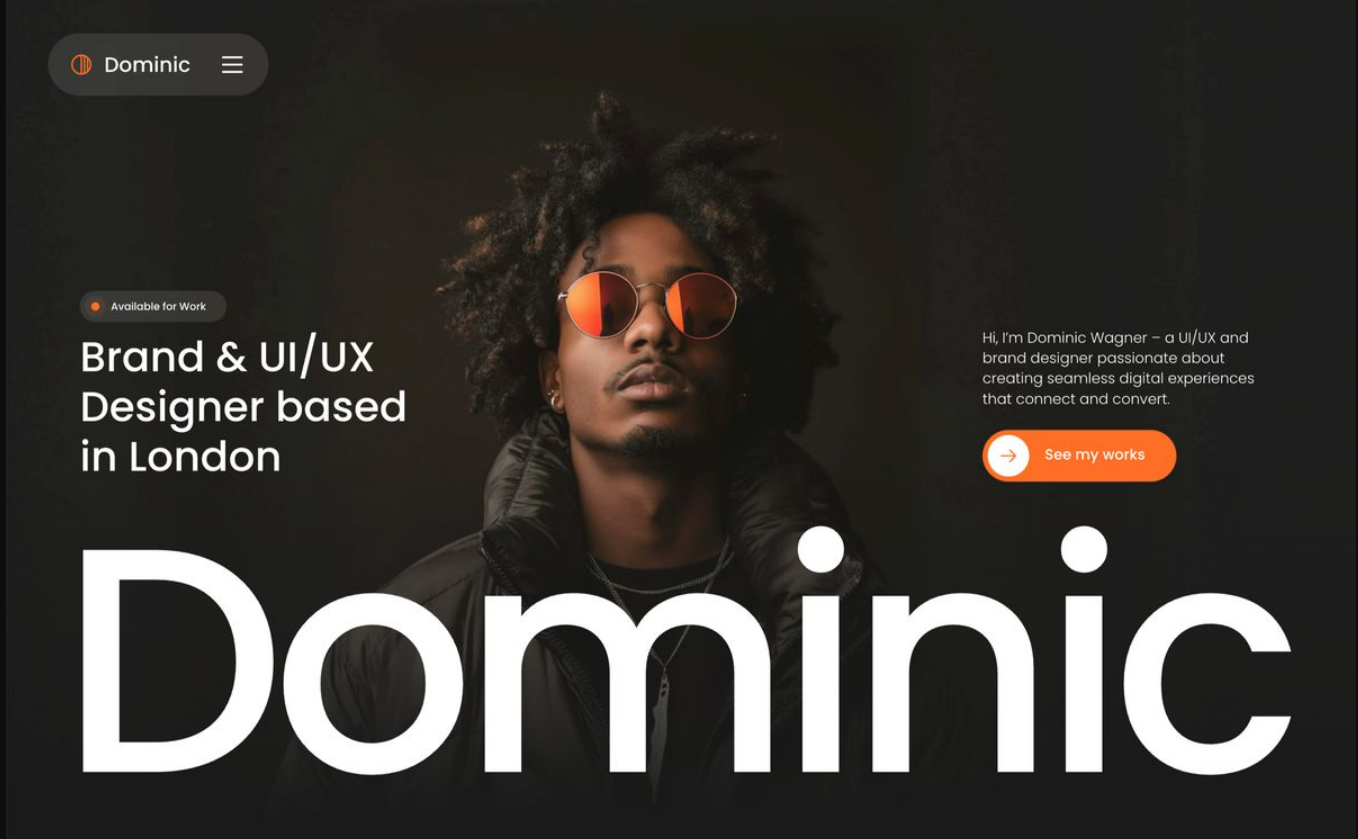 Dominic
Available for Work
Brand & UI/UX
Designer based
in London
Hi, I’m Dominic Wagner – a UI/UX and
brand designer passionate about
creating seamless digital experiences
that connect and convert.
See my works
Dominic